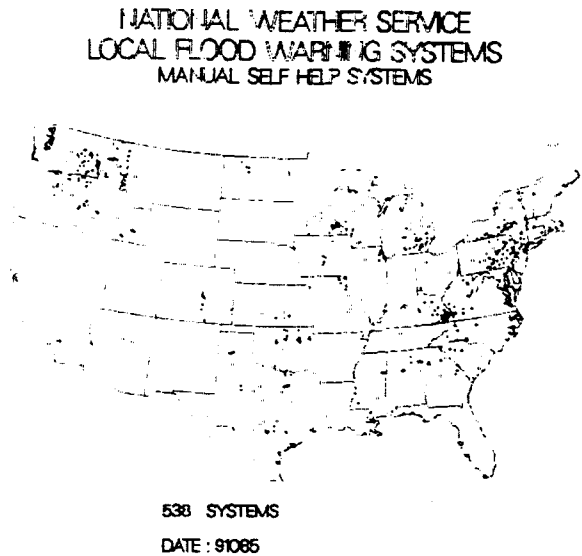 NATIONAL WEATHER SERVICE
LOCAL FLOOD WARNING SYSTEMS
MANUAL SELF HELP SYSTEMS
538 SYSTEMS
DATE : 91085